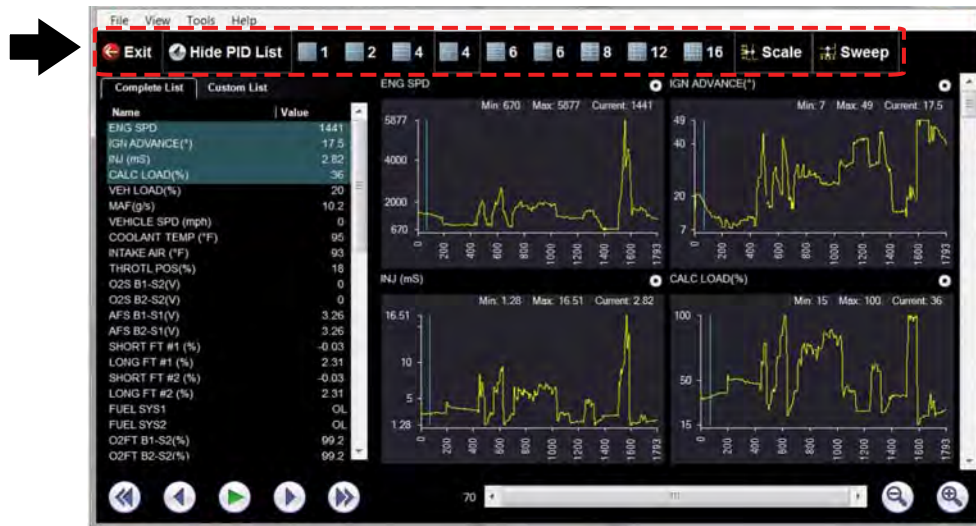 File View Tools Help
Exit Hide PID List 1 2 4 4 6 6 8 12 16 Scale Sweep
Complete List Custom List
Name Value
ENG SPD 1441
IGN ADVANCE(°) 17.5
INJ (mS) 2.82
CALC LOAD(%) 36
VEH LOAD(%) 20
MAF(g/s) 10.2
VEHICLE SPD (mph) 0
COOLANT TEMP (°F) 95
INTAKE AIR (°F) 93
THROTL POS(%) 18
O2S B1-S2(V) 0
O2S B2-S2(V) 0
AFS B1-S1(V) 3.26
AFS B2-S1(V) 3.26
SHORT FT #1 (%) -0.03
LONG FT #1 (%) 2.31
SHORT FT #2 (%) -0.03
LONG FT #2 (%) 2.31
FUEL SYS1 OL
FUEL SYS2 OL
O2FT B1-S2(%) 99.2
O2FT B2-S2(%) 99.2
ENG SPD
Min: 670 Max: 5877 Current: 1441
5877
4000
2000
670
0 200 400 600 800 1000 1200 1400 1600 1793
IGN ADVANCE(°)
Min: 7 Max: 49 Current: 17.5
49
40
20
7
0 200 400 600 800 1000 1200 1400 1600 1793
INJ (mS)
Min: 1.28 Max: 16.51 Current: 2.82
16.51
10
5
1.28
0 200 400 600 800 1000 1200 1400 1600 1793
CALC LOAD(%)
Min: 15 Max: 100 Current: 36
100
50
15
0 200 400 600 800 1000 1200 1400 1600 1793
70